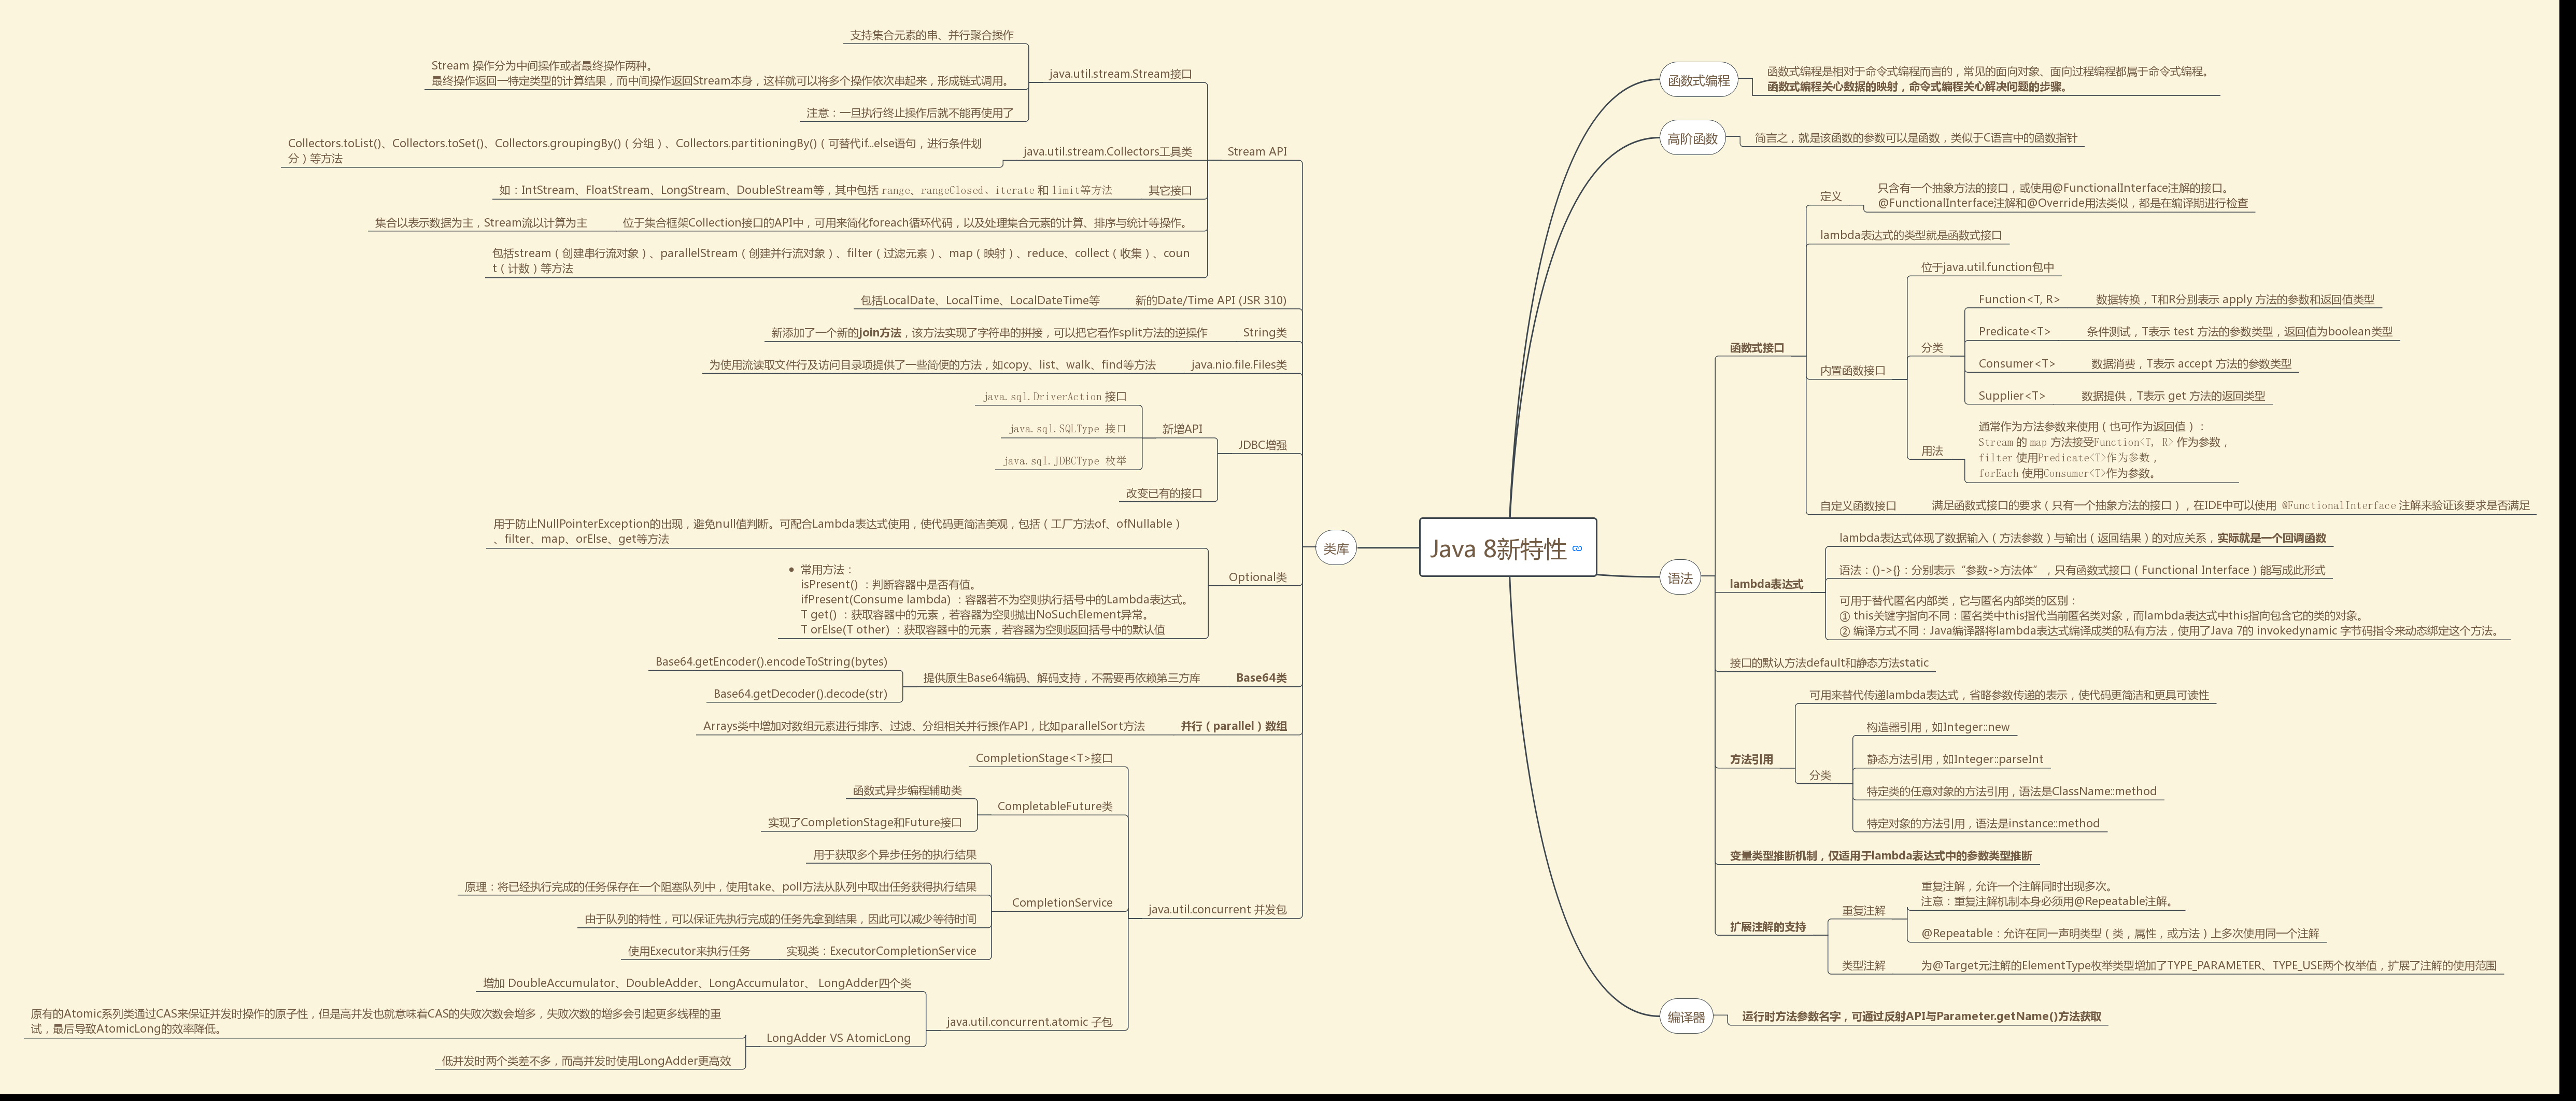 Java 8新特性
函数式编程
函数式编程是相对于命令式编程而言的，常见的面向对象、面向过程编程都属于命令式编程。
函数式编程关心数据的映射，命令式编程关心解决问题的步骤。
高阶函数
简言之，就是该函数的参数可以是函数，类似于C语言中的函数指针
语法
函数式接口
定义
只含有一个抽象方法的接口，或使用@FunctionalInterface注解的接口。
@FunctionalInterface注解和@Override用法类似，都是在编译期进行检查
lambda表达式的类型就是函数式接口
内置函数接口
位于java.util.function包中
分类
Function<T, R>
数据转换，T和R分别表示 apply 方法的参数和返回值类型
Predicate<T>
条件测试，T表示 test 方法的参数类型，返回值为boolean类型
Consumer<T>
数据消费，T表示 accept 方法的参数类型
Supplier<T>
数据提供，T表示 get 方法的返回类型
用法
通常作为方法参数来使用（也可作为返回值）：
Stream 的 map 方法接受Function<T, R> 作为参数，
filter 使用Predicate<T>作为参数，
forEach 使用Consumer<T>作为参数。
自定义函数接口
满足函数式接口的要求（只有一个抽象方法的接口），在IDE中可以使用 @FunctionalInterface 注解来验证该要求是否满足
lambda表达式
lambda表达式体现了数据输入（方法参数）与输出（返回结果）的对应关系，实际就是一个回调函数
语法：()->{}：分别表示“参数->方法体”，只有函数式接口（Functional Interface）能写成此形式
可用于替代匿名内部类，它与匿名内部类的区别：
① this关键字指向不同：匿名类中this指代当前匿名类对象，而lambda表达式中this指向包含它的类的对象。
② 编译方式不同：Java编译器将lambda表达式编译成类的私有方法，使用了Java 7的 invokedynamic 字节码指令来动态绑定这个方法。
接口的默认方法default和静态方法static
方法引用
可用来替代传递lambda表达式，省略参数传递的表示，使代码更简洁和更具可读性
分类
构造器引用，如Integer::new
静态方法引用，如Integer::parseInt
特定类的任意对象的方法引用，语法是ClassName::method
特定对象的方法引用，语法是instance::method
变量类型推断机制，仅适用于lambda表达式中的参数类型推断
扩展注解的支持
重复注解
重复注解，允许一个注解同时出现多次。
注意：重复注解机制本身必须用@Repeatable注解。
@Repeatable：允许在同一声明类型（类，属性，或方法）上多次使用同一个注解
类型注解
为@Target元注解的ElementType枚举类型增加了TYPE_PARAMETER、TYPE_USE两个枚举值，扩展了注解的使用范围
编译器
运行时方法参数名字，可通过反射API与Parameter.getName()方法获取
类库
Stream API
java.util.stream.Stream接口
支持集合元素的串、并行聚合操作
Stream 操作分为中间操作或者最终操作两种。
最终操作返回一特定类型的计算结果，而中间操作返回Stream本身，这样就可以将多个操作依次串起来，形成链式调用。
注意：一旦执行终止操作后就不能再使用了
java.util.stream.Collectors工具类
Collectors.toList()、Collectors.toSet()、Collectors.groupingBy()（分组）、Collectors.partitioningBy()（可替代if...else语句，进行条件划
分）等方法
其它接口
如：IntStream、FloatStream、LongStream、DoubleStream等，其中包括 range、rangeClosed、iterate 和 limit等方法
位于集合框架Collection接口的API中，可用来简化foreach循环代码，以及处理集合元素的计算、排序与统计等操作。
集合以表示数据为主，Stream流以计算为主
包括stream（创建串行流对象）、parallelStream（创建并行流对象）、filter（过滤元素）、map（映射）、reduce、collect（收集）、coun
t（计数）等方法
新的Date/Time API (JSR 310)
包括LocalDate、LocalTime、LocalDateTime等
String类
新添加了一个新的join方法，该方法实现了字符串的拼接，可以把它看作split方法的逆操作
java.nio.file.Files类
为使用流读取文件行及访问目录项提供了一些简便的方法，如copy、list、walk、find等方法
JDBC增强
新增API
java.sql.DriverAction 接口
java.sql.SQLType 接口
java.sql.JDBCType 枚举
改变已有的接口
Optional类
用于防止NullPointerException的出现，避免null值判断。可配合Lambda表达式使用，使代码更简洁美观，包括（工厂方法of、ofNullable）
、filter、map、orElse、get等方法
• 常用方法：
isPresent() ：判断容器中是否有值。
ifPresent(Consume lambda) ：容器若不为空则执行括号中的Lambda表达式。
T get() ：获取容器中的元素，若容器为空则抛出NoSuchElement异常。
T orElse(T other) ：获取容器中的元素，若容器为空则返回括号中的默认值
Base64类
提供原生Base64编码、解码支持，不需要再依赖第三方库
Base64.getEncoder().encodeToString(bytes)
Base64.getDecoder().decode(str)
并行（parallel）数组
Arrays类中增加对数组元素进行排序、过滤、分组相关并行操作API，比如parallelSort方法
java.util.concurrent 并发包
CompletionStage<T>接口
CompletableFuture类
函数式异步编程辅助类
实现了CompletionStage和Future接口
CompletionService
用于获取多个异步任务的执行结果
原理：将已经执行完成的任务保存在一个阻塞队列中，使用take、poll方法从队列中取出任务获得执行结果
由于队列的特性，可以保证先执行完成的任务先拿到结果，因此可以减少等待时间
实现类：ExecutorCompletionService
使用Executor来执行任务
java.util.concurrent.atomic 子包
增加 DoubleAccumulator、DoubleAdder、LongAccumulator、 LongAdder四个类
LongAdder VS AtomicLong
原有的Atomic系列类通过CAS来保证并发时操作的原子性，但是高并发也就意味着CAS的失败次数会增多，失败次数的增多会引起更多线程的重
试，最后导致AtomicLong的效率降低。
低并发时两个类差不多，而高并发时使用LongAdder更高效